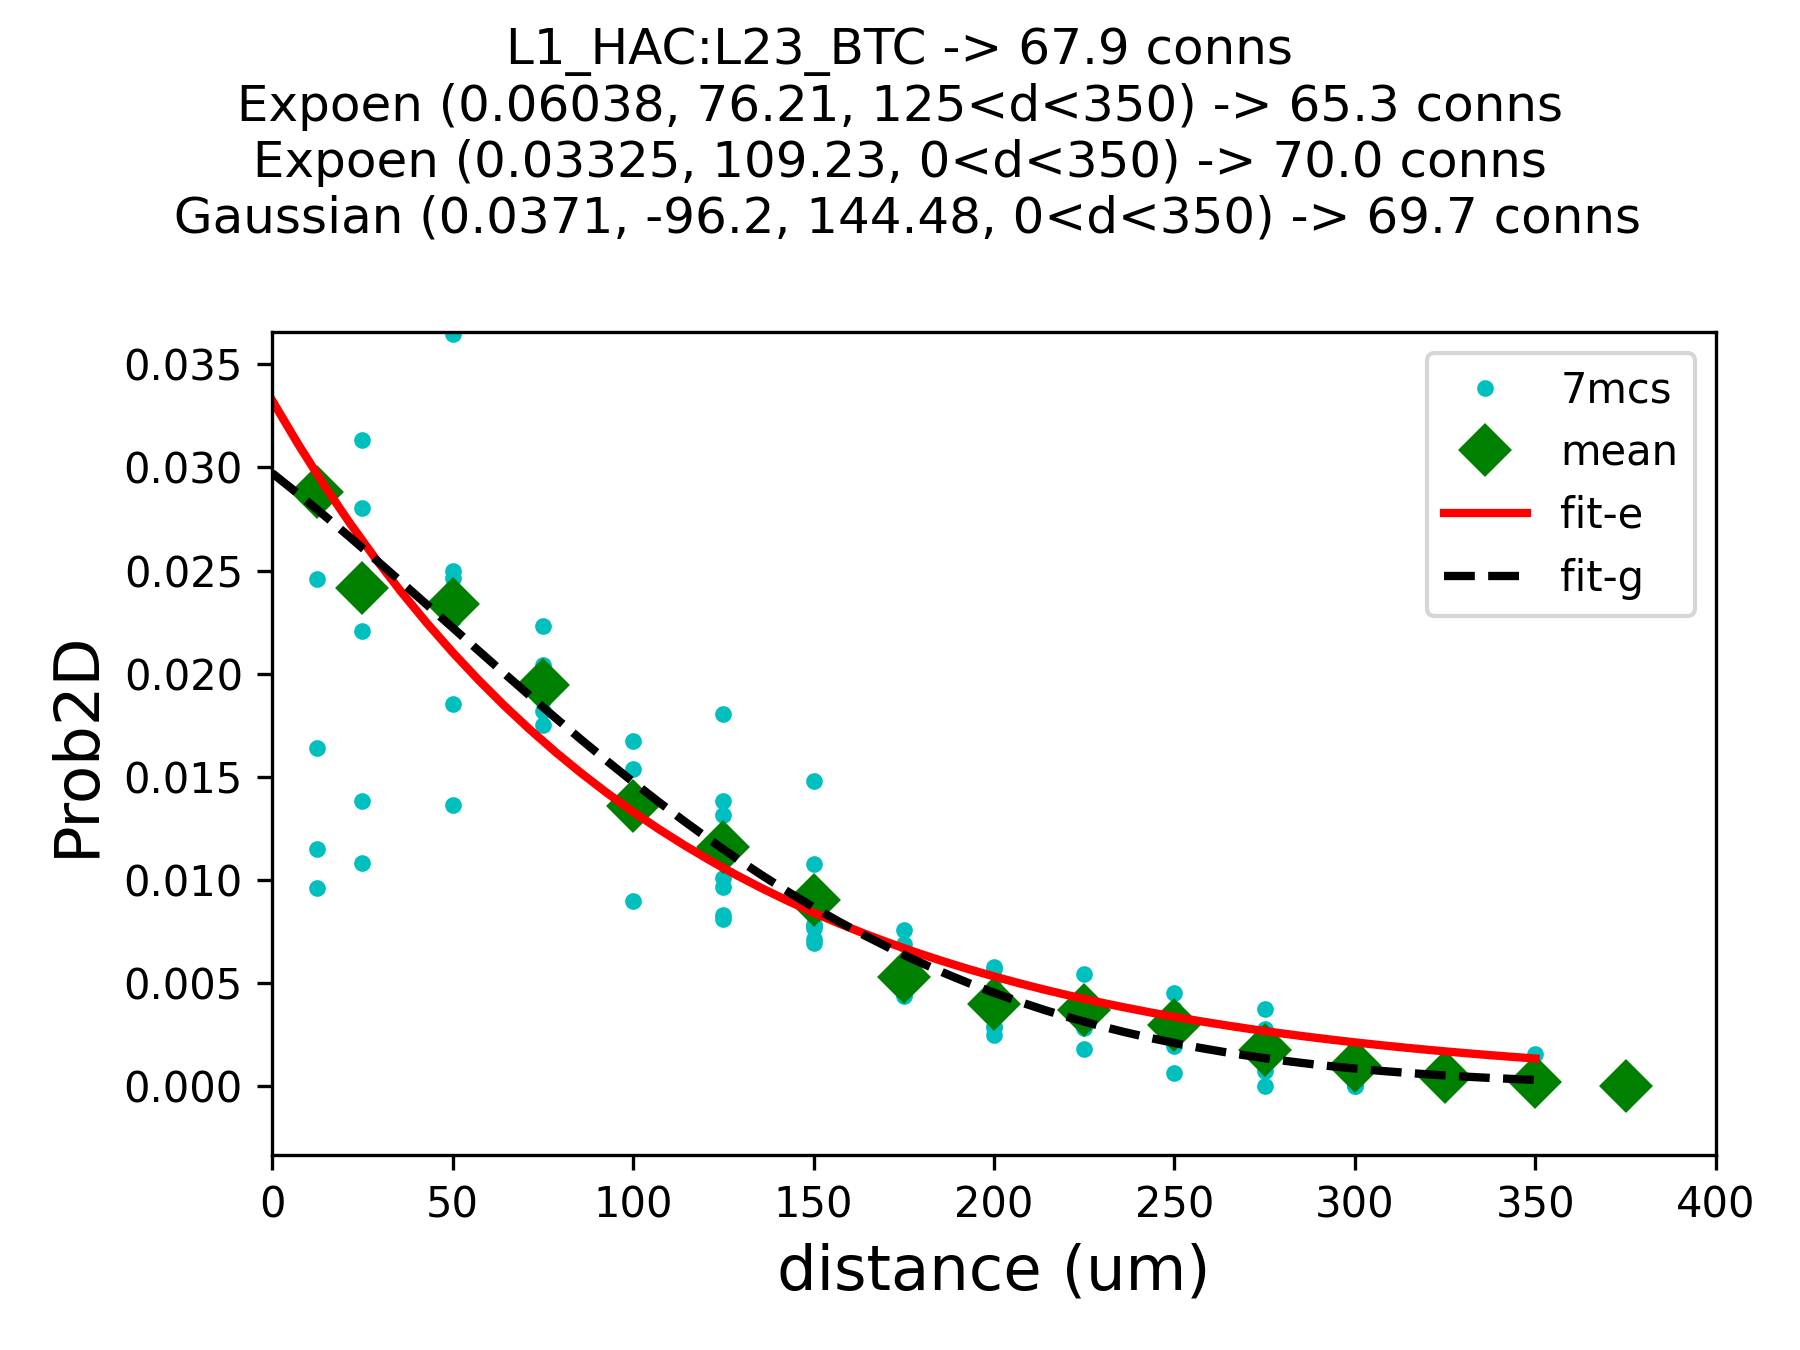 L1_HAC:L23_BTC -> 67.9 conns
Expoen (0.06038, 76.21, 125<d<350) -> 65.3 conns
Expoen (0.03325, 109.23, 0<d<350) -> 70.0 conns
Gaussian (0.0371, -96.2, 144.48, 0<d<350) -> 69.7 conns
7mcs
mean
fit-e
fit-g
Prob2D
0.035
0.030
0.025
0.020
0.015
0.010
0.005
0.000
0 50 100 150 200 250 300 350 400
distance (um)